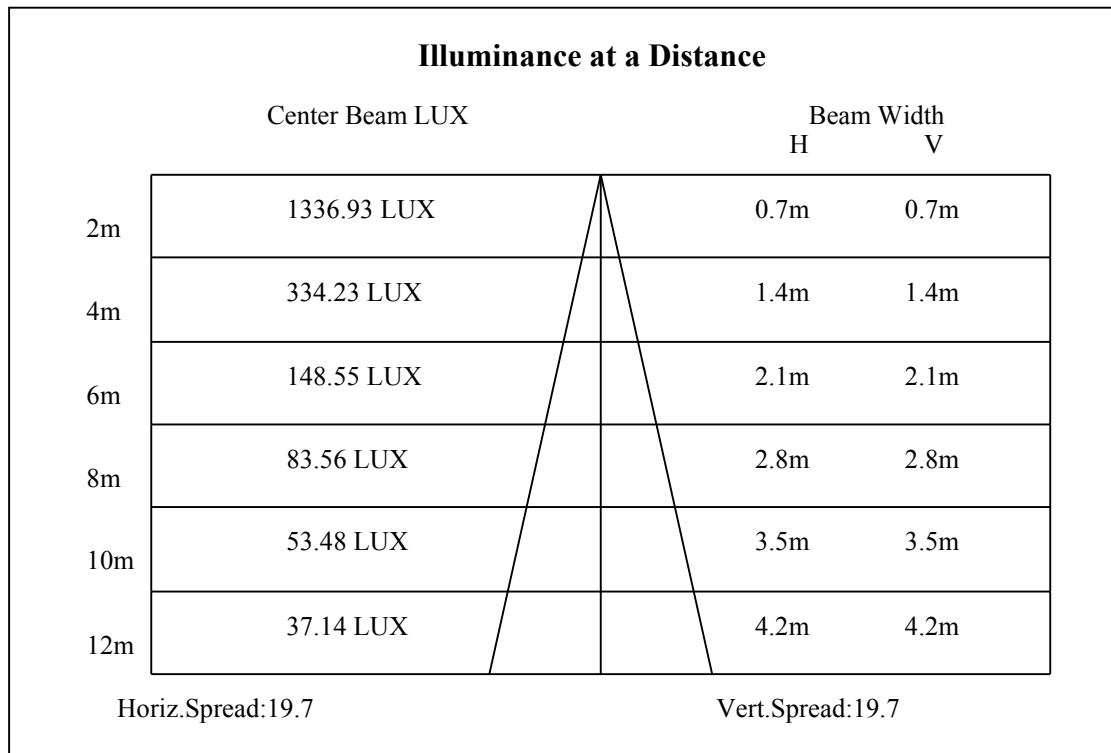 Illuminance at a Distance
Center Beam LUX Beam Width
H V
1336.93 LUX 0.7m 0.7m
2m
334.23 LUX 1.4m 1.4m
4m
148.55 LUX 2.1m 2.1m
6m
83.56 LUX 2.8m 2.8m
8m
53.48 LUX 3.5m 3.5m
10m
37.14 LUX 4.2m 4.2m
12m
Horiz.Spread:19.7 Vert.Spread:19.7